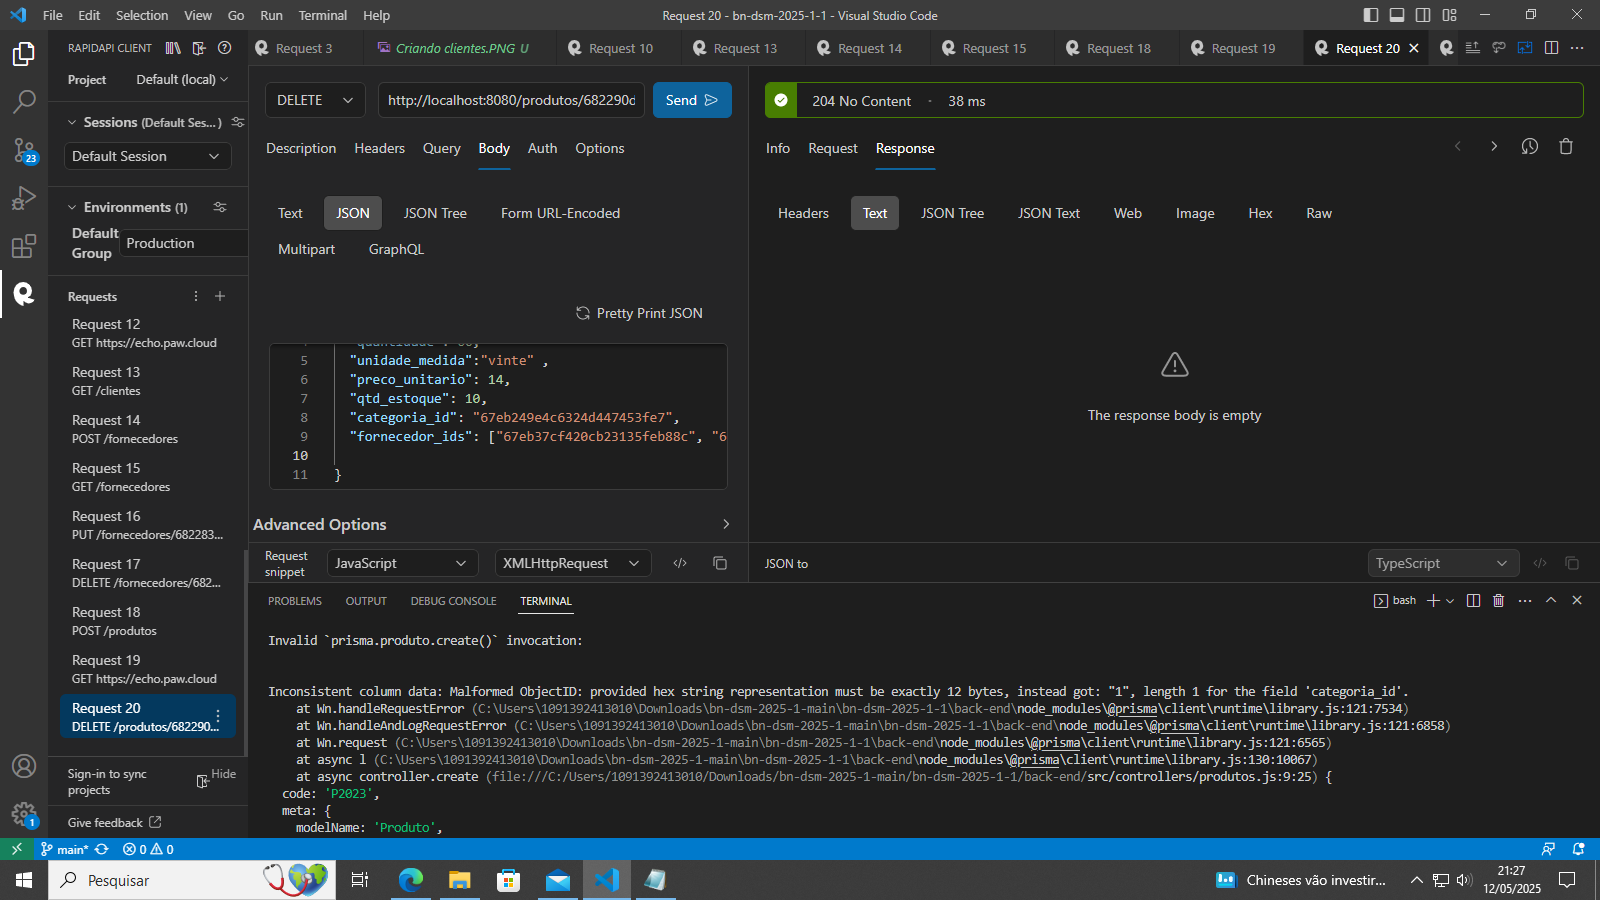 File Edit Selection View Go Run Terminal Help
Request 20 - bn-dsm-2025-1-1 - Visual Studio Code
RAPIDAPI CLIENT
Request 3
Criando clientes.PNG U
Request 10
Request 13
Request 14
Request 15
Request 18
Request 19
Request 20
Project Default (local)
Sessions (Default Ses...)
Default Session
Environments (1)
Default Group
Production
Requests
Request 12
GET https://echo.paw.cloud
Request 13
GET /clientes
Request 14
POST /fornecedores
Request 15
GET /fornecedores
Request 16
PUT /fornecedores/682283...
Request 17
DELETE /fornecedores/682...
Request 18
POST /produtos
Request 19
GET https://echo.paw.cloud
Request 20
DELETE /produtos/682290...
Sign-in to sync projects
Hide
Give feedback
23
1
DELETE
http://localhost:8080/produtos/682290d
Send
Description Headers Query Body Auth Options
Text JSON JSON Tree Form URL-Encoded
Multipart GraphQL
Pretty Print JSON
5 "unidade_medida":"vinte" ,
6 "preco_unitario": 14,
7 "qtd_estoque": 10,
8 "categoria_id": "67eb249e4c6324d447453fe7",
9 "fornecedor_ids": ["67eb37cf420cb23135feb88c", "6
10
11 }
Advanced Options
Request snippet
JavaScript
XMLHttpRequest
204 No Content - 38 ms
Info Request Response
Headers Text JSON Tree JSON Text Web Image Hex Raw
The response body is empty
JSON to
TypeScript
PROBLEMS OUTPUT DEBUG CONSOLE TERMINAL
bash
Invalid `prisma.produto.create()` invocation:
Inconsistent column data: Malformed ObjectID: provided hex string representation must be exactly 12 bytes, instead got: "1", length 1 for the field 'categoria_id'.
at Wn.handleRequestError (C:\Users\1091392413010\Downloads\bn-dsm-2025-1-main\bn-dsm-2025-1-1\back-end\node_modules\@prisma\client\runtime\library.js:121:7534)
at Wn.handleAndLogRequestError (C:\Users\1091392413010\Downloads\bn-dsm-2025-1-main\bn-dsm-2025-1-1\back-end\node_modules\@prisma\client\runtime\library.js:121:6858)
at Wn.request (C:\Users\1091392413010\Downloads\bn-dsm-2025-1-main\bn-dsm-2025-1-1\back-end\node_modules\@prisma\client\runtime\library.js:121:6565)
at async l (C:\Users\1091392413010\Downloads\bn-dsm-2025-1-main\bn-dsm-2025-1-1\back-end\node_modules\@prisma\client\runtime\library.js:130:10067)
at async controller.create (file:///C:/Users/1091392413010/Downloads/bn-dsm-2025-1-main/bn-dsm-2025-1-1/back-end/src/controllers/produtos.js:9:25) {
code: 'P2023',
meta: {
modelName: 'Produto',
main* 0 0
Pesquisar
Chineses vão investir...
21:27
12/05/2025